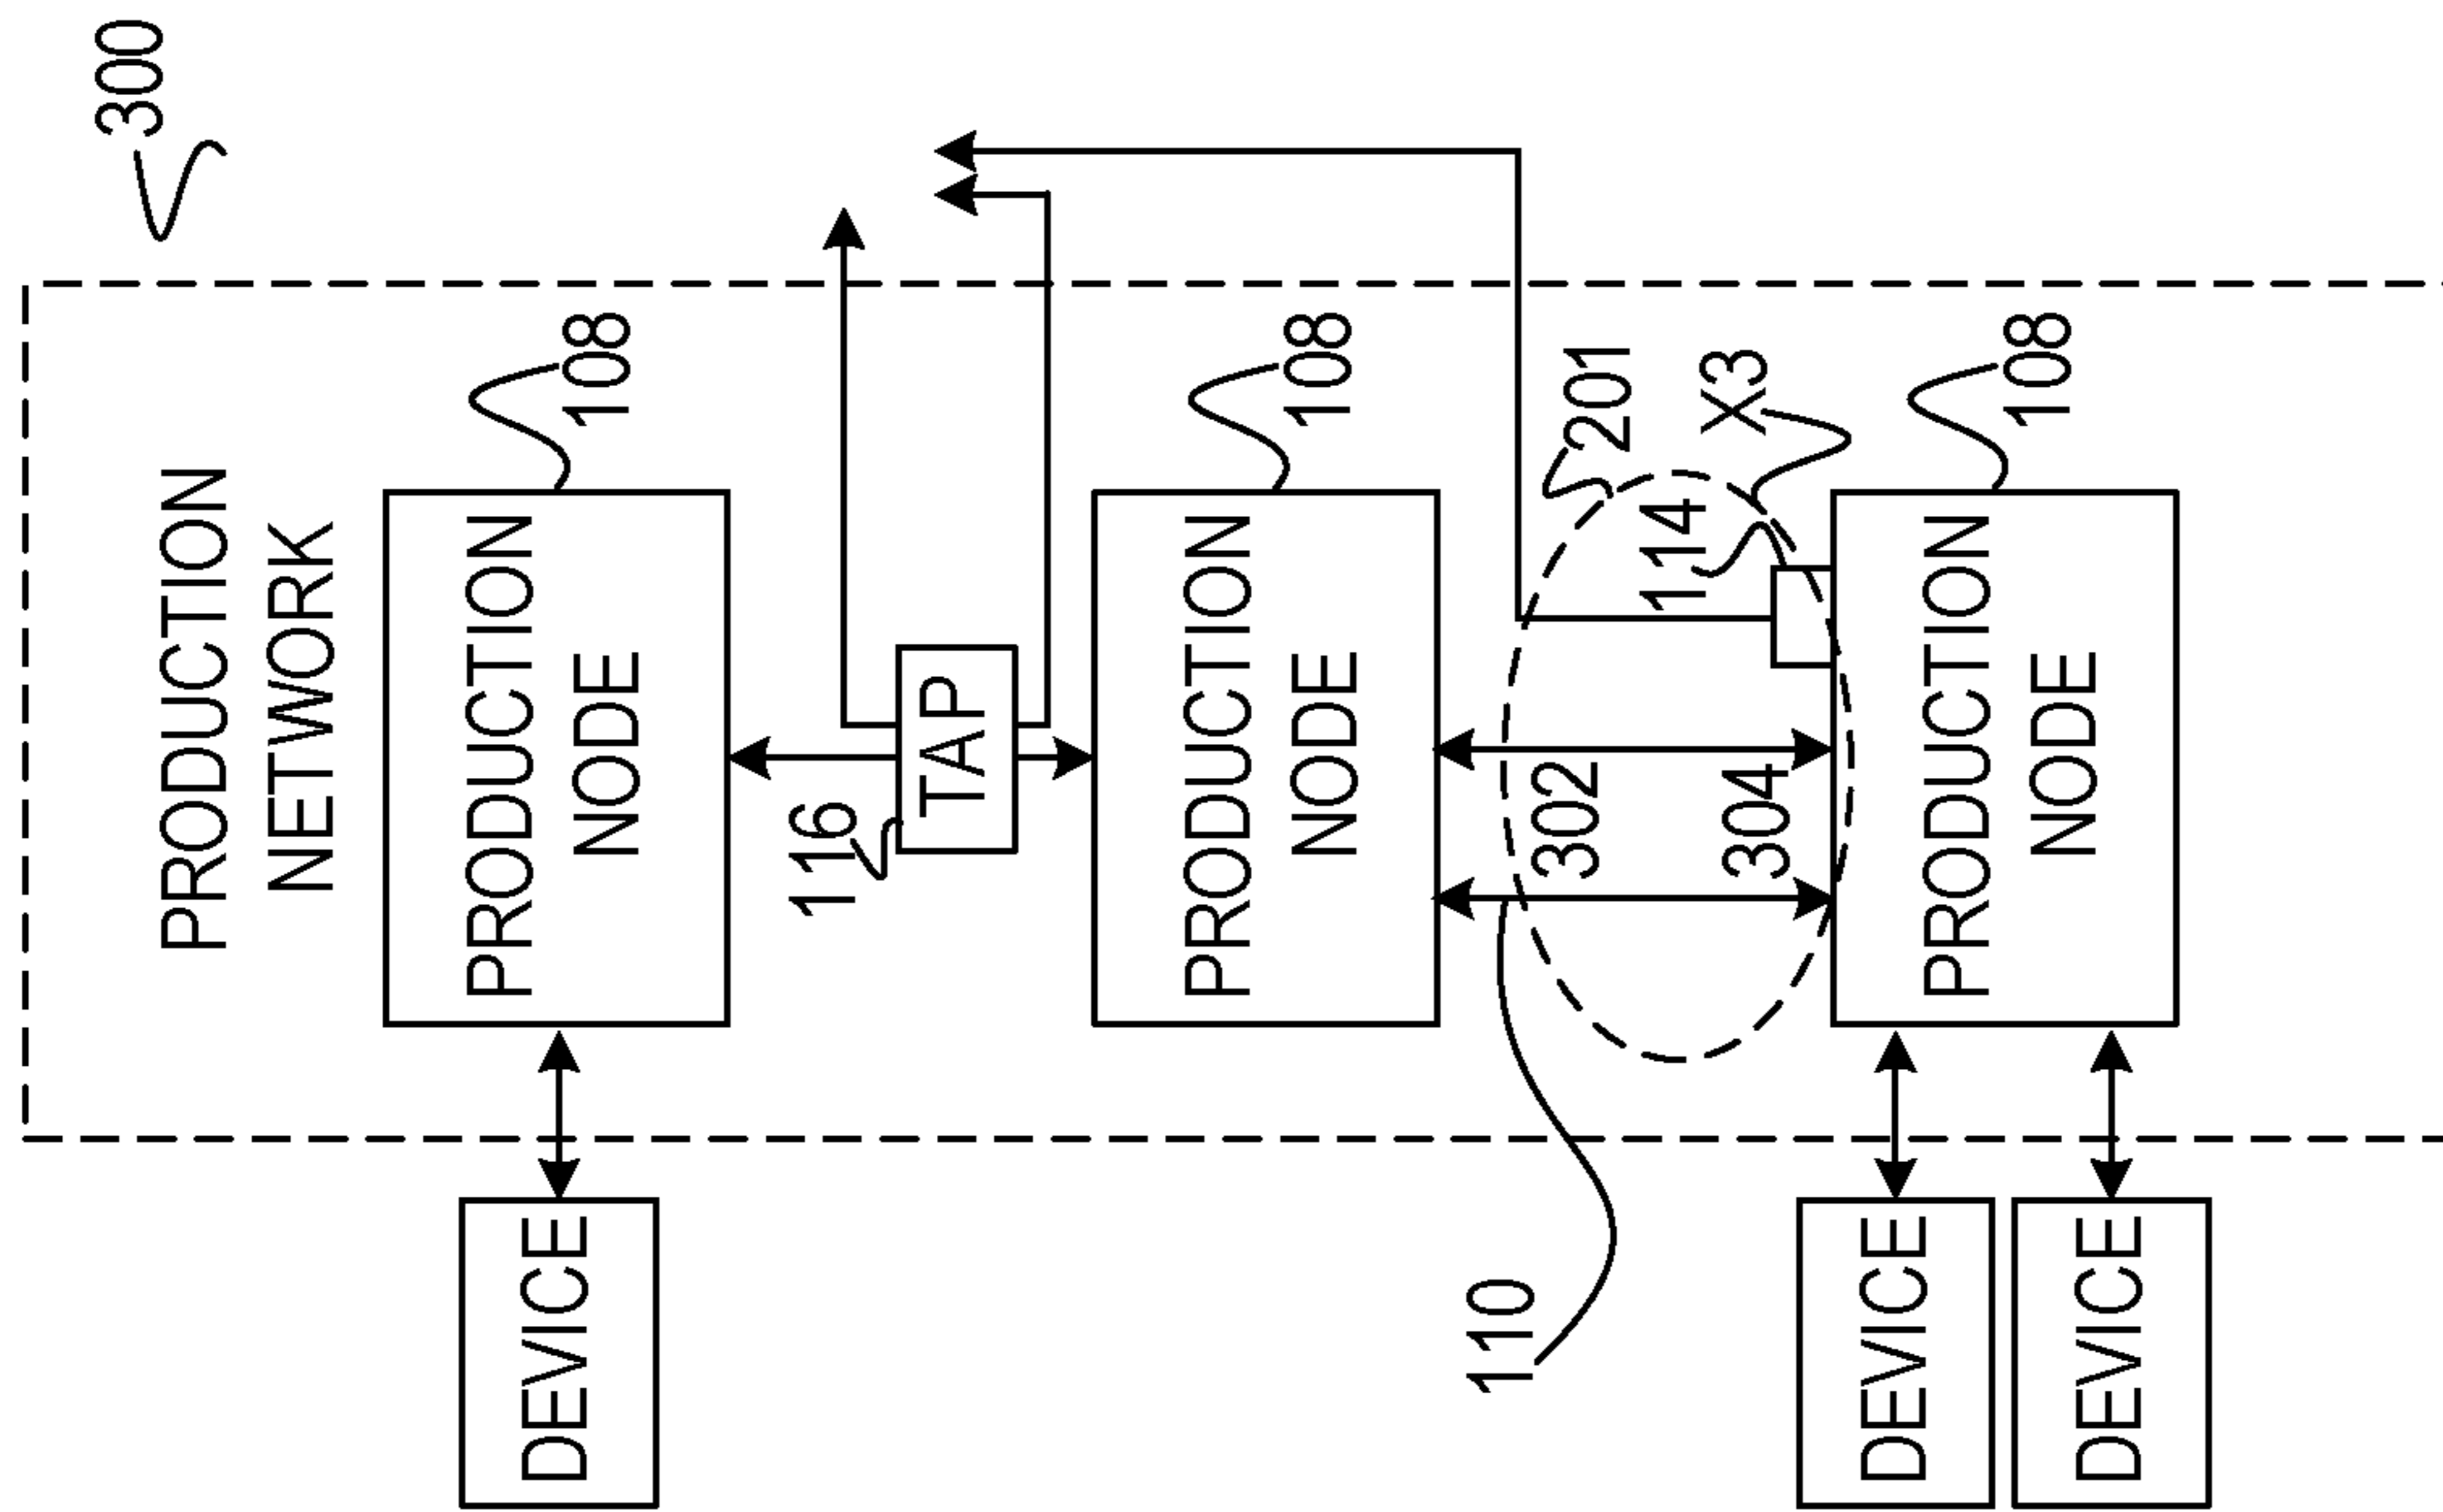 300
PRODUCTION
NETWORK
108
108
108
PRODUCTION
NODE
PRODUCTION
NODE
PRODUCTION
NODE
TAP
116
201
X3
114
302
304
110
DEVICE
DEVICE
DEVICE